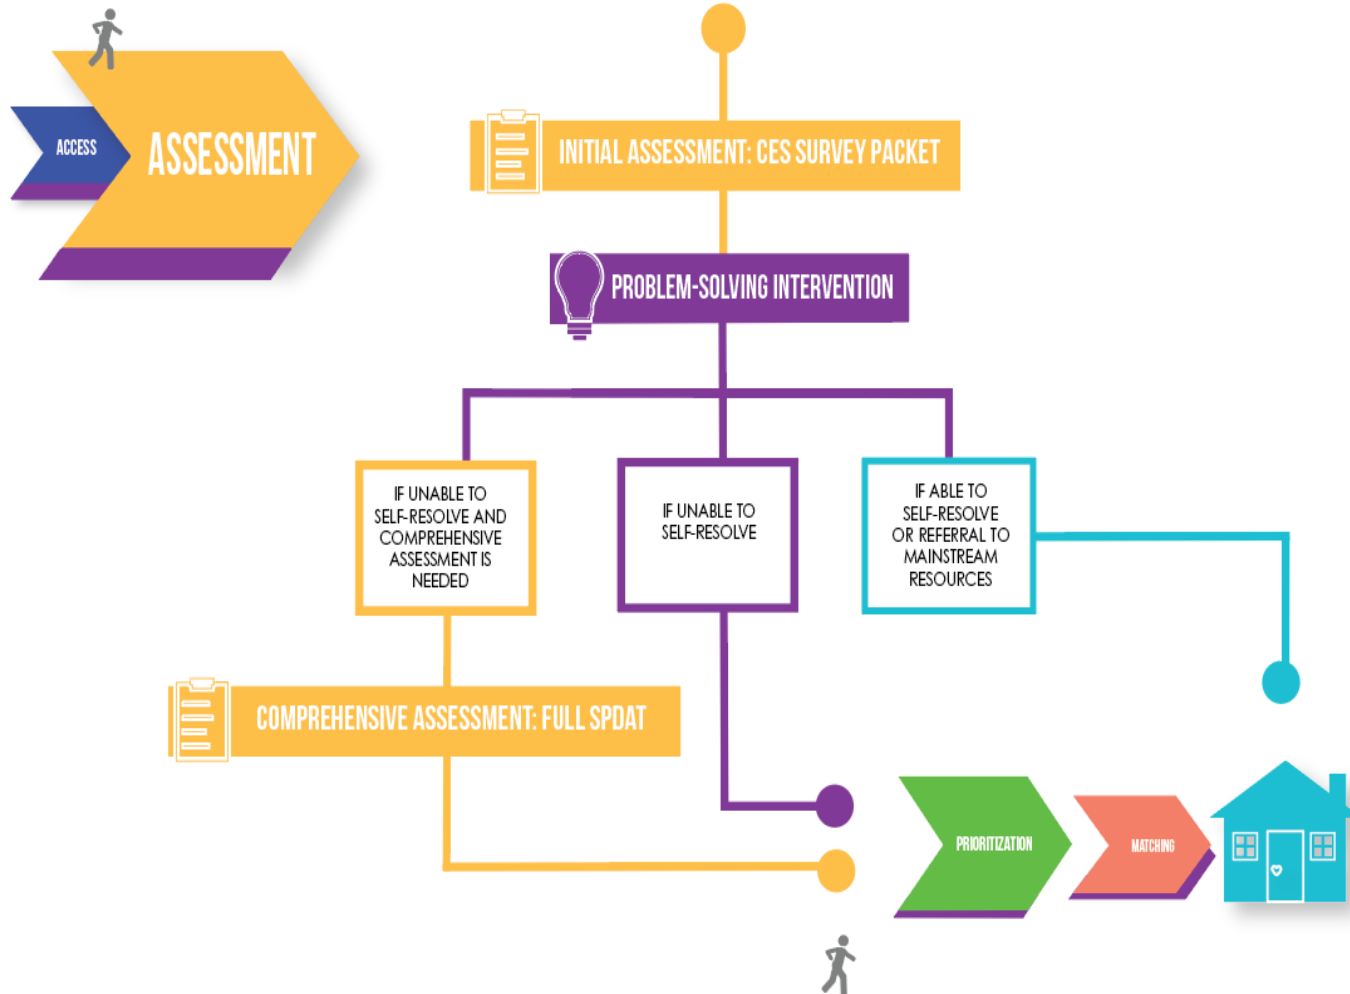 ACCESS
ASSESSMENT
INITIAL ASSESSMENT: CES SURVEY PACKET
PROBLEM-SOLVING INTERVENTION
IF UNABLE TO
SELF-RESOLVE AND
COMPREHENSIVE
ASSESSMENT IS
NEEDED
IF UNABLE TO
SELF-RESOLVE
IF ABLE TO
SELF-RESOLVE
OR REFERRAL TO
MAINSTREAM
RESOURCES
COMPREHENSIVE ASSESSMENT: FULL SPDAT
PRIORITIZATION
MATCHING